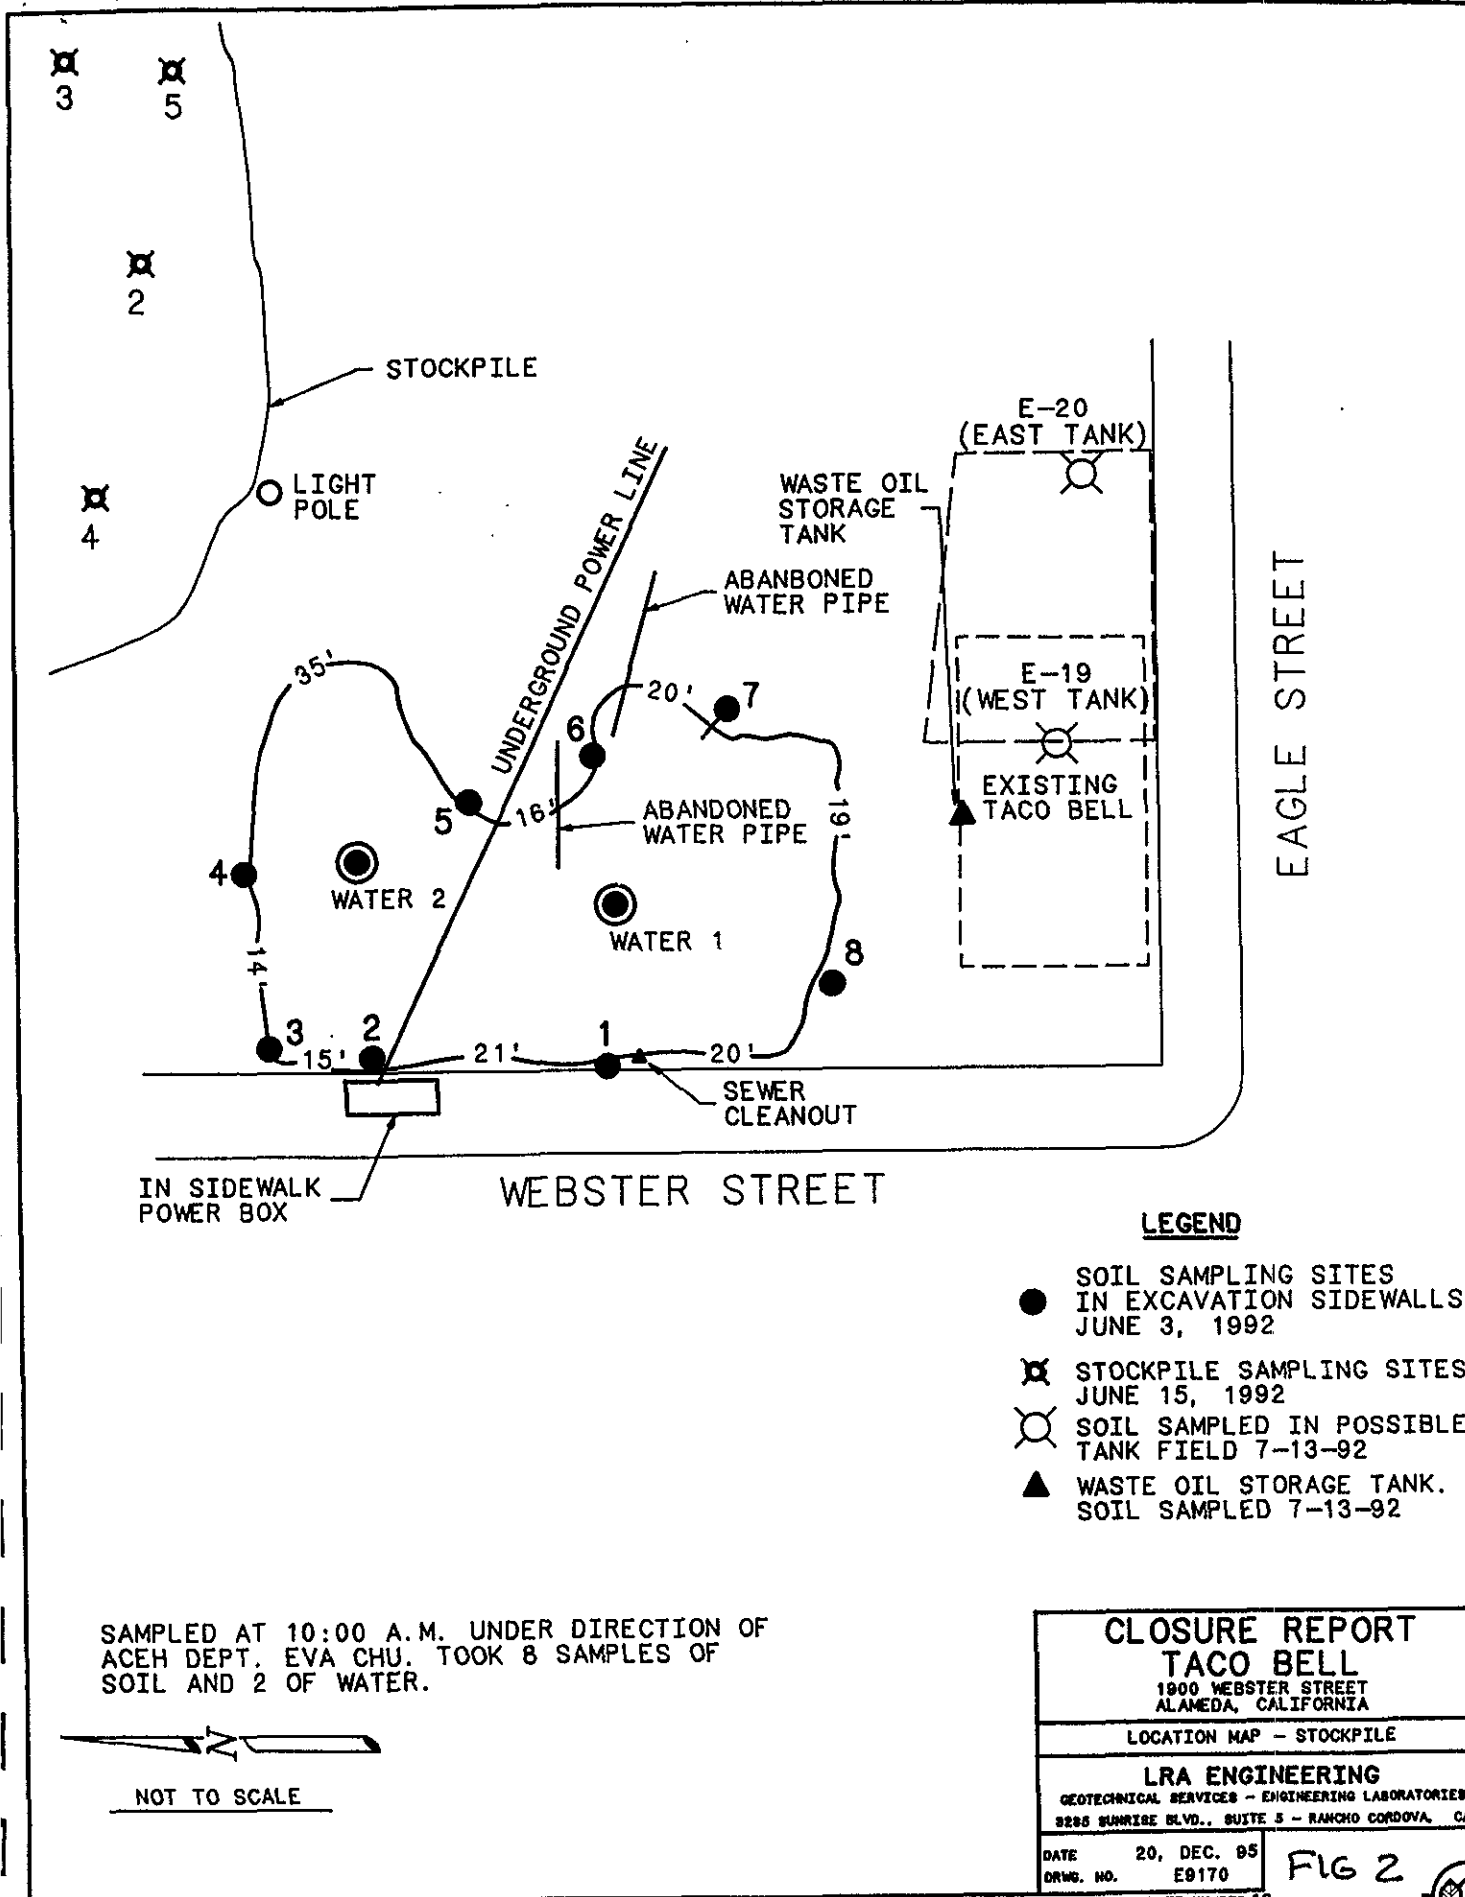 3
5
2
STOCKPILE
4
LIGHT
POLE
E-20
(EAST TANK)
WASTE OIL
STORAGE
TANK
UNDERGROUND POWER LINE
ABANBONED
WATER PIPE
EAGLE STREET
35'
20'
7
6
E-19
(WEST TANK)
EXISTING
TACO BELL
5
16'
ABANDONED
WATER PIPE
19'
4
WATER 2
WATER 1
14'
8
3
2
1
15'
21'
20'
SEWER
CLEANOUT
IN SIDEWALK
POWER BOX
WEBSTER STREET
LEGEND
SOIL SAMPLING SITES
IN EXCAVATION SIDEWALLS
JUNE 3, 1992
STOCKPILE SAMPLING SITES
JUNE 15, 1992
SOIL SAMPLED IN POSSIBLE
TANK FIELD 7-13-92
WASTE OIL STORAGE TANK.
SOIL SAMPLED 7-13-92
SAMPLED AT 10:00 A.M. UNDER DIRECTION OF
ACEH DEPT. EVA CHU. TOOK 8 SAMPLES OF
SOIL AND 2 OF WATER.
N
NOT TO SCALE
CLOSURE REPORT
TACO BELL
1900 WEBSTER STREET
ALAMEDA, CALIFORNIA
LOCATION MAP - STOCKPILE
LRA ENGINEERING
GEOTECHNICAL SERVICES - ENGINEERING LABORATORIES
3235 SUNRISE BLVD., SUITE 5 - RANCHO CORDOVA, CA
DATE 20, DEC. 95
DRWG. NO. E9170
FIG 2